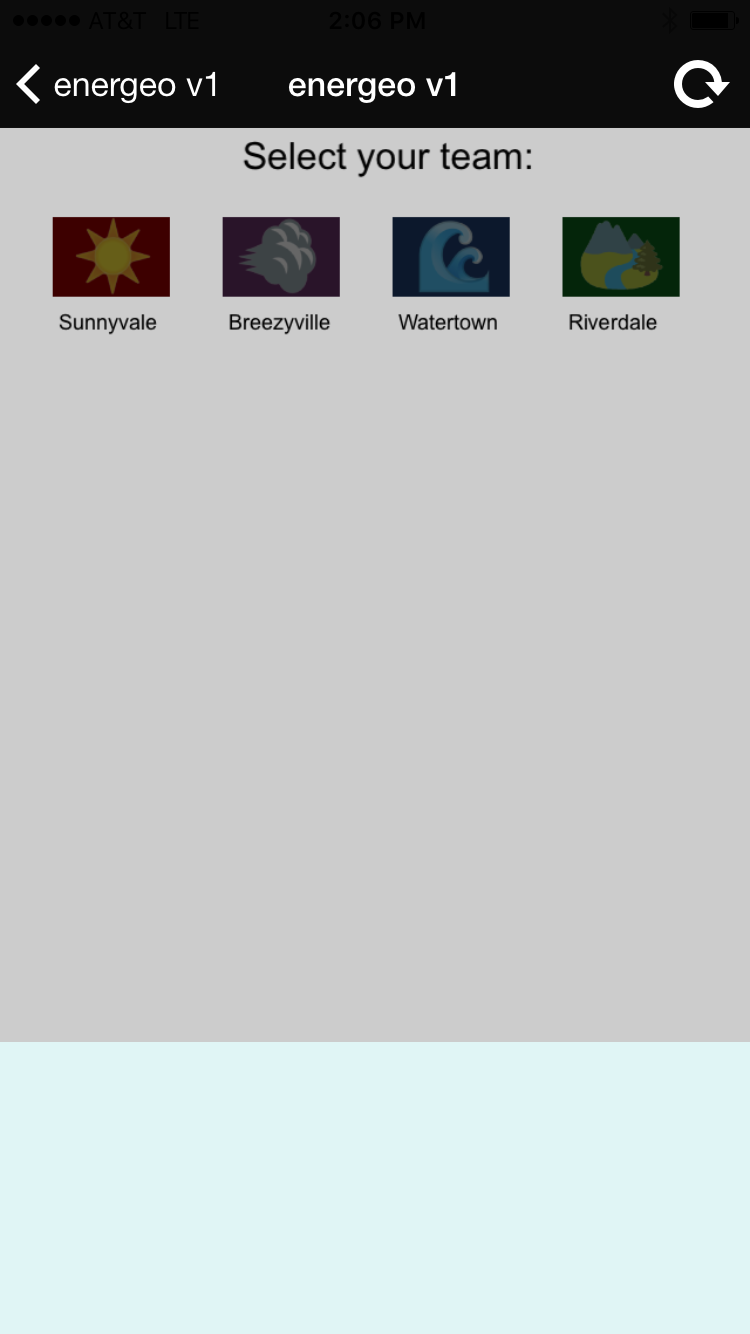 AT&T LTE 2:06 PM
energeo v1 energeo v1
Select your team:
Sunnyvale Breezyville Watertown Riverdale